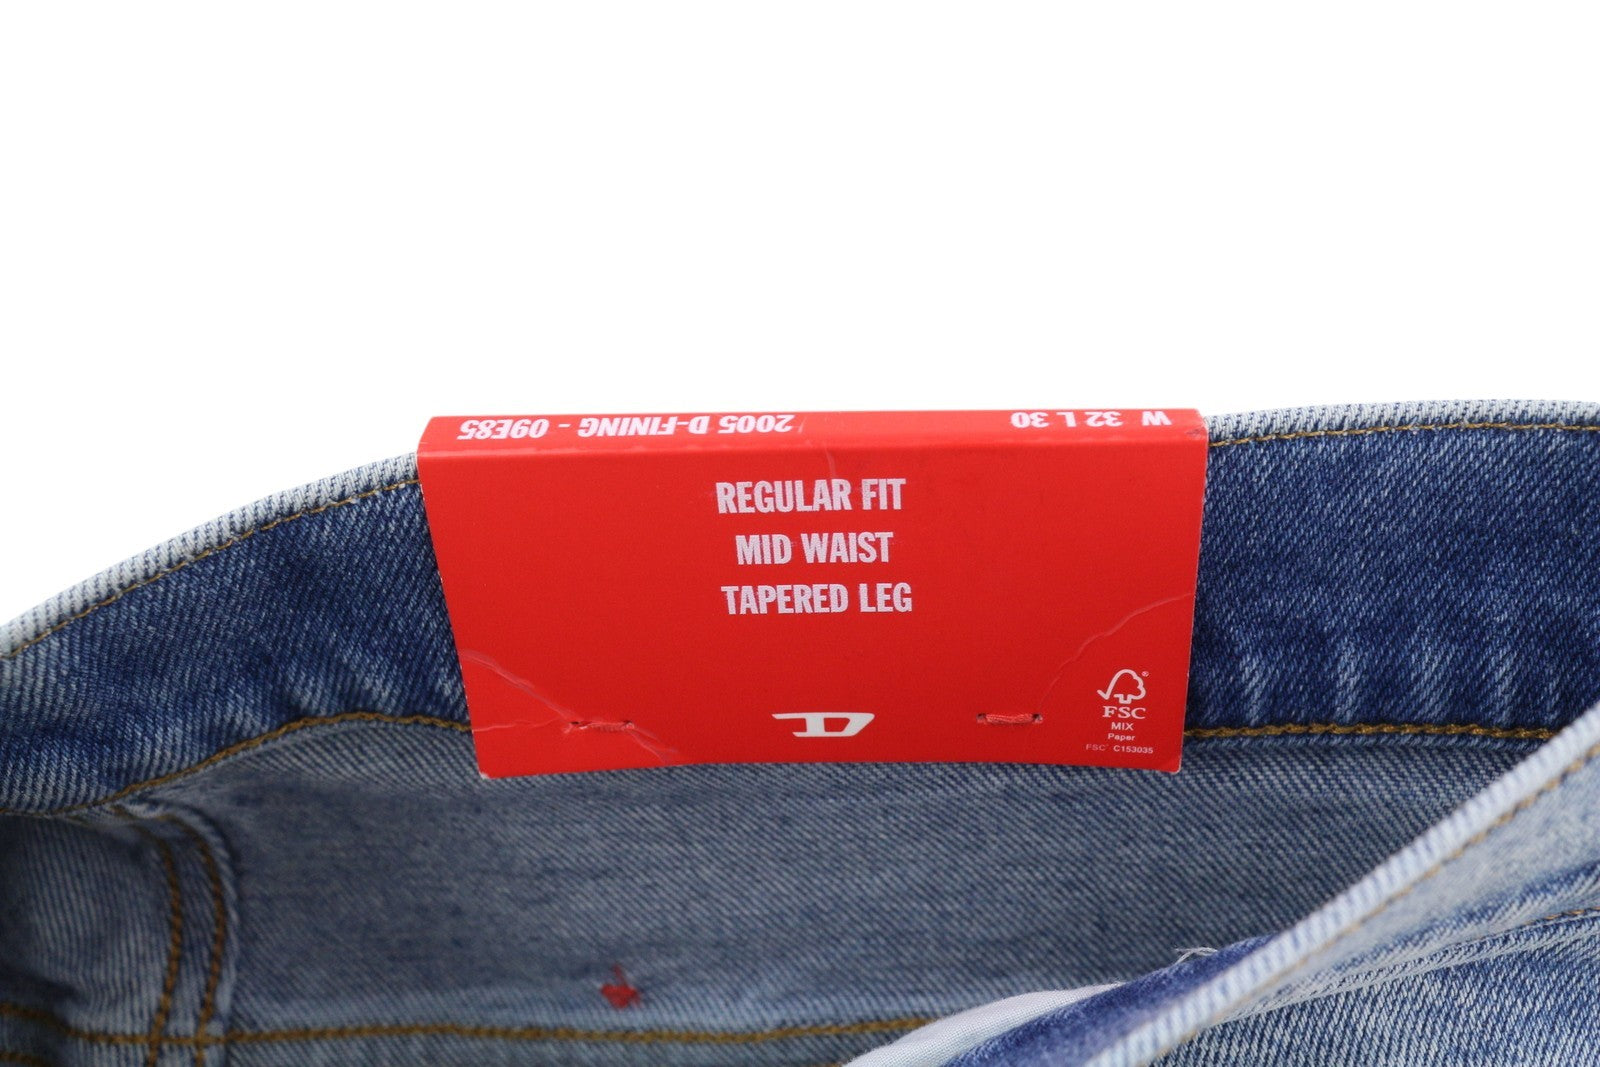 2005 D-FINING - 09E85
W 32 L 30
REGULAR FIT
MID WAIST
TAPERED LEG
D
FSC®
MIX
Paper
FSC® C153035